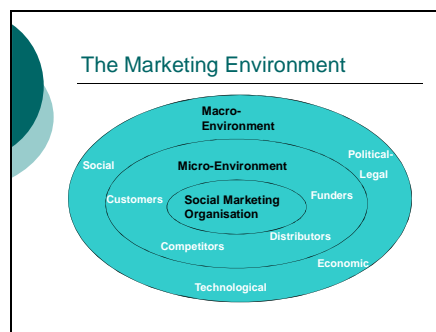 The Marketing Environment
Macro-
Environment
Social
Political-
Legal
Micro-Environment
Customers
Social Marketing
Organisation
Funders
Competitors
Distributors
Economic
Technological